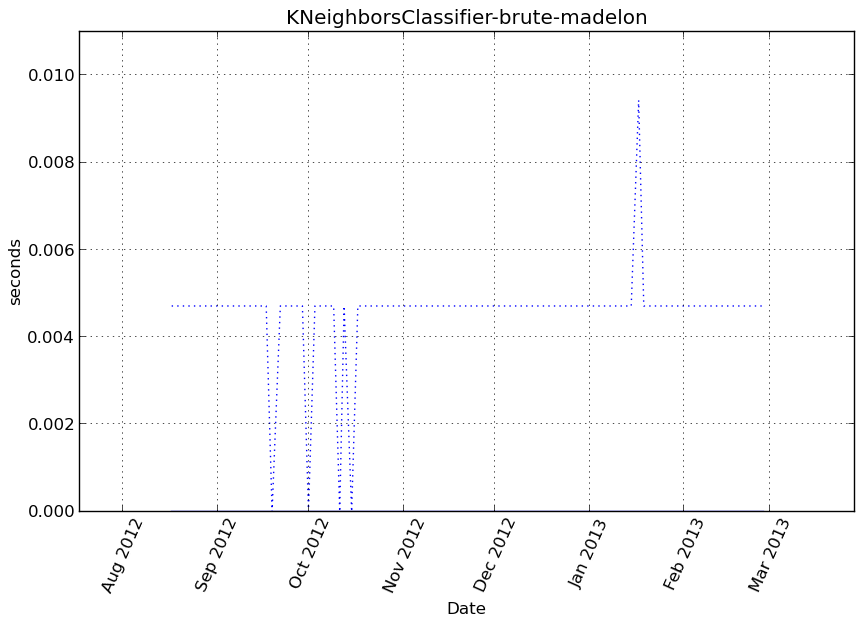 KNeighborsClassifier-brute-madelon
0.010
0.008
0.006
0.004
0.002
0.000
seconds
Aug 2012
Sep 2012
Oct 2012
Nov 2012
Dec 2012
Jan 2013
Feb 2013
Mar 2013
Date